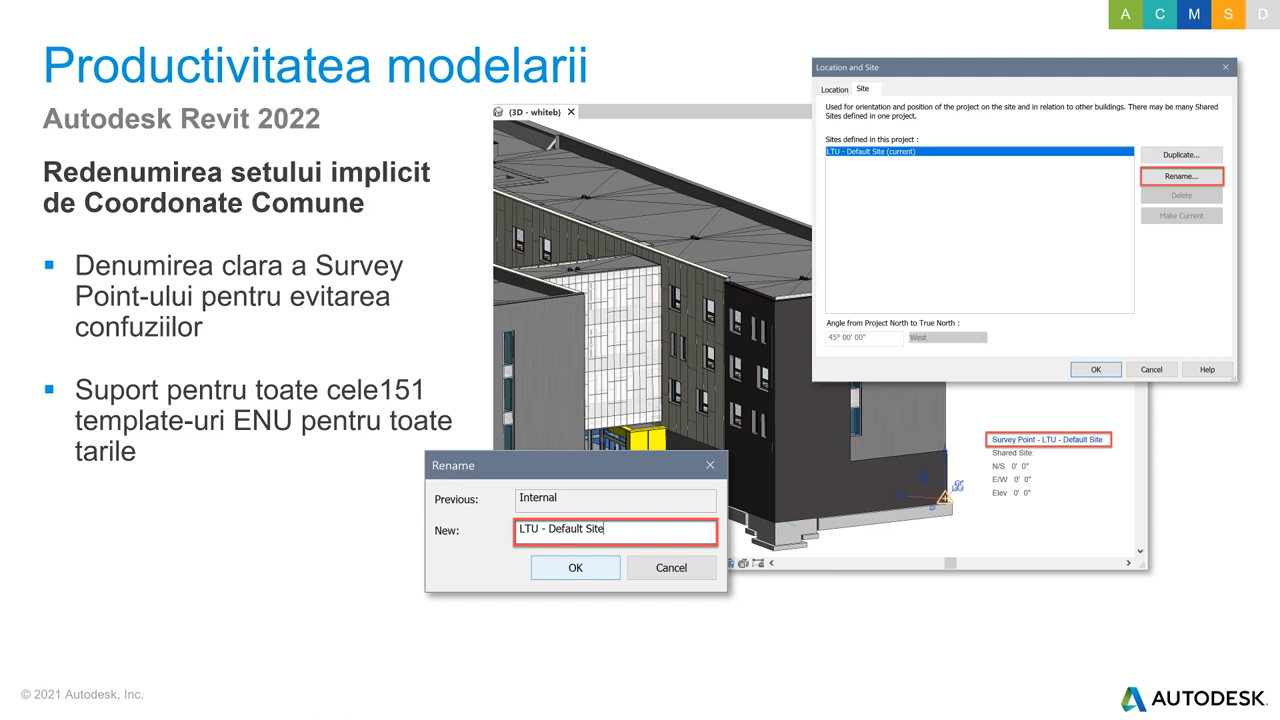 A C M S D
Productivitatea modelarii
Autodesk Revit 2022
Redenumirea setului implicit
de Coordonate Comune
Denumirea clara a Survey
Point-ului pentru evitarea
confuziilor
Suport pentru toate cele151
template-uri ENU pentru toate
tarile
(3D - whiteb)
Location and Site
Location Site
Used for orientation and position of the project on the site and in relation to other buildings. There may be many Shared
Sites defined in one project.
Sites defined in this project :
LTU - Default Site (current)
Duplicate...
Rename...
Delete
Make Current
Angle from Project North to True North :
45° 00' 00" West
OK Cancel Help
Survey Point - LTU - Default Site
Shared Site:
N/S 0' 0"
E/W 0' 0"
Elev 0' 0"
Rename
Previous: Internal
New: LTU - Default Site
OK Cancel
© 2021 Autodesk, Inc.
AUTODESK.